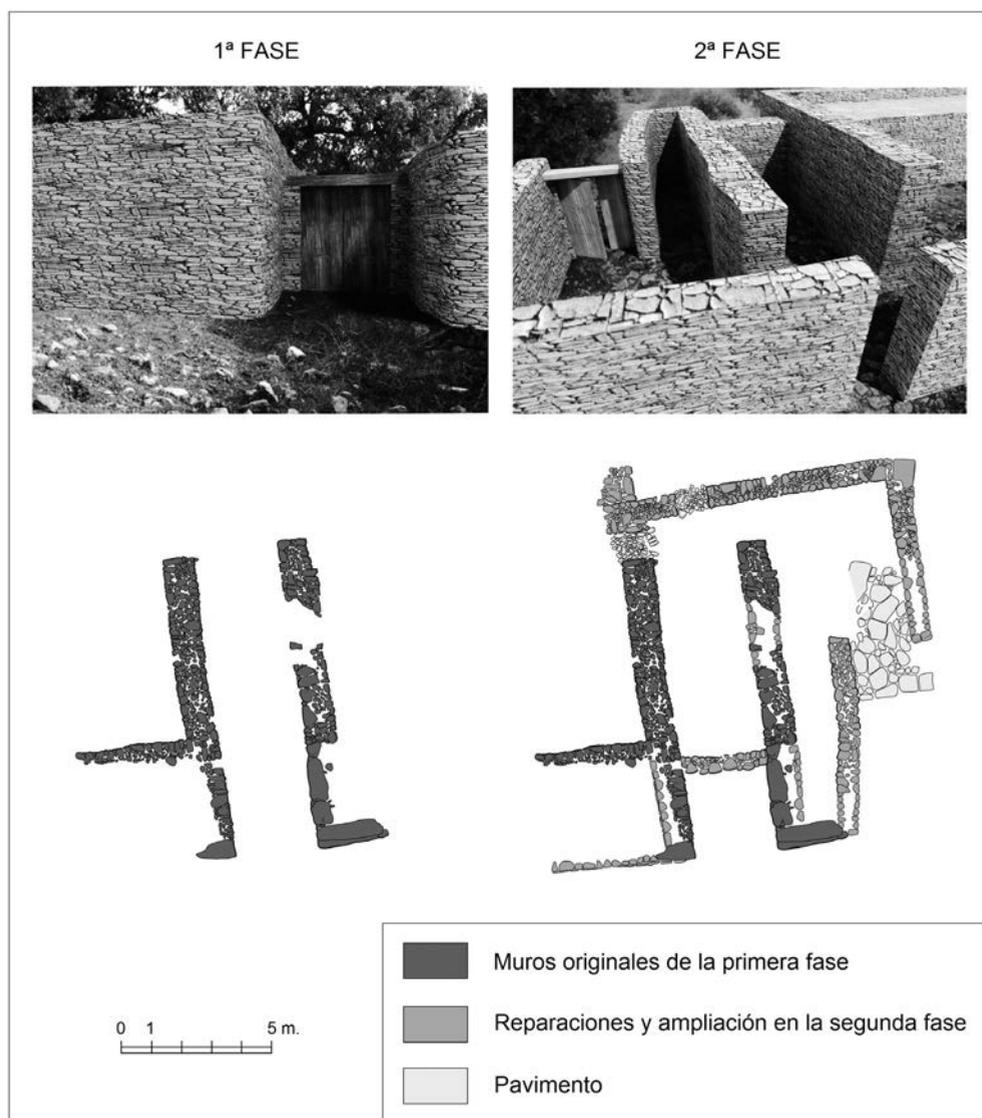 1ª FASE
2ª FASE
Muros originales de la primera fase
Reparaciones y ampliación en la segunda fase
Pavimento
0 1 5 m.